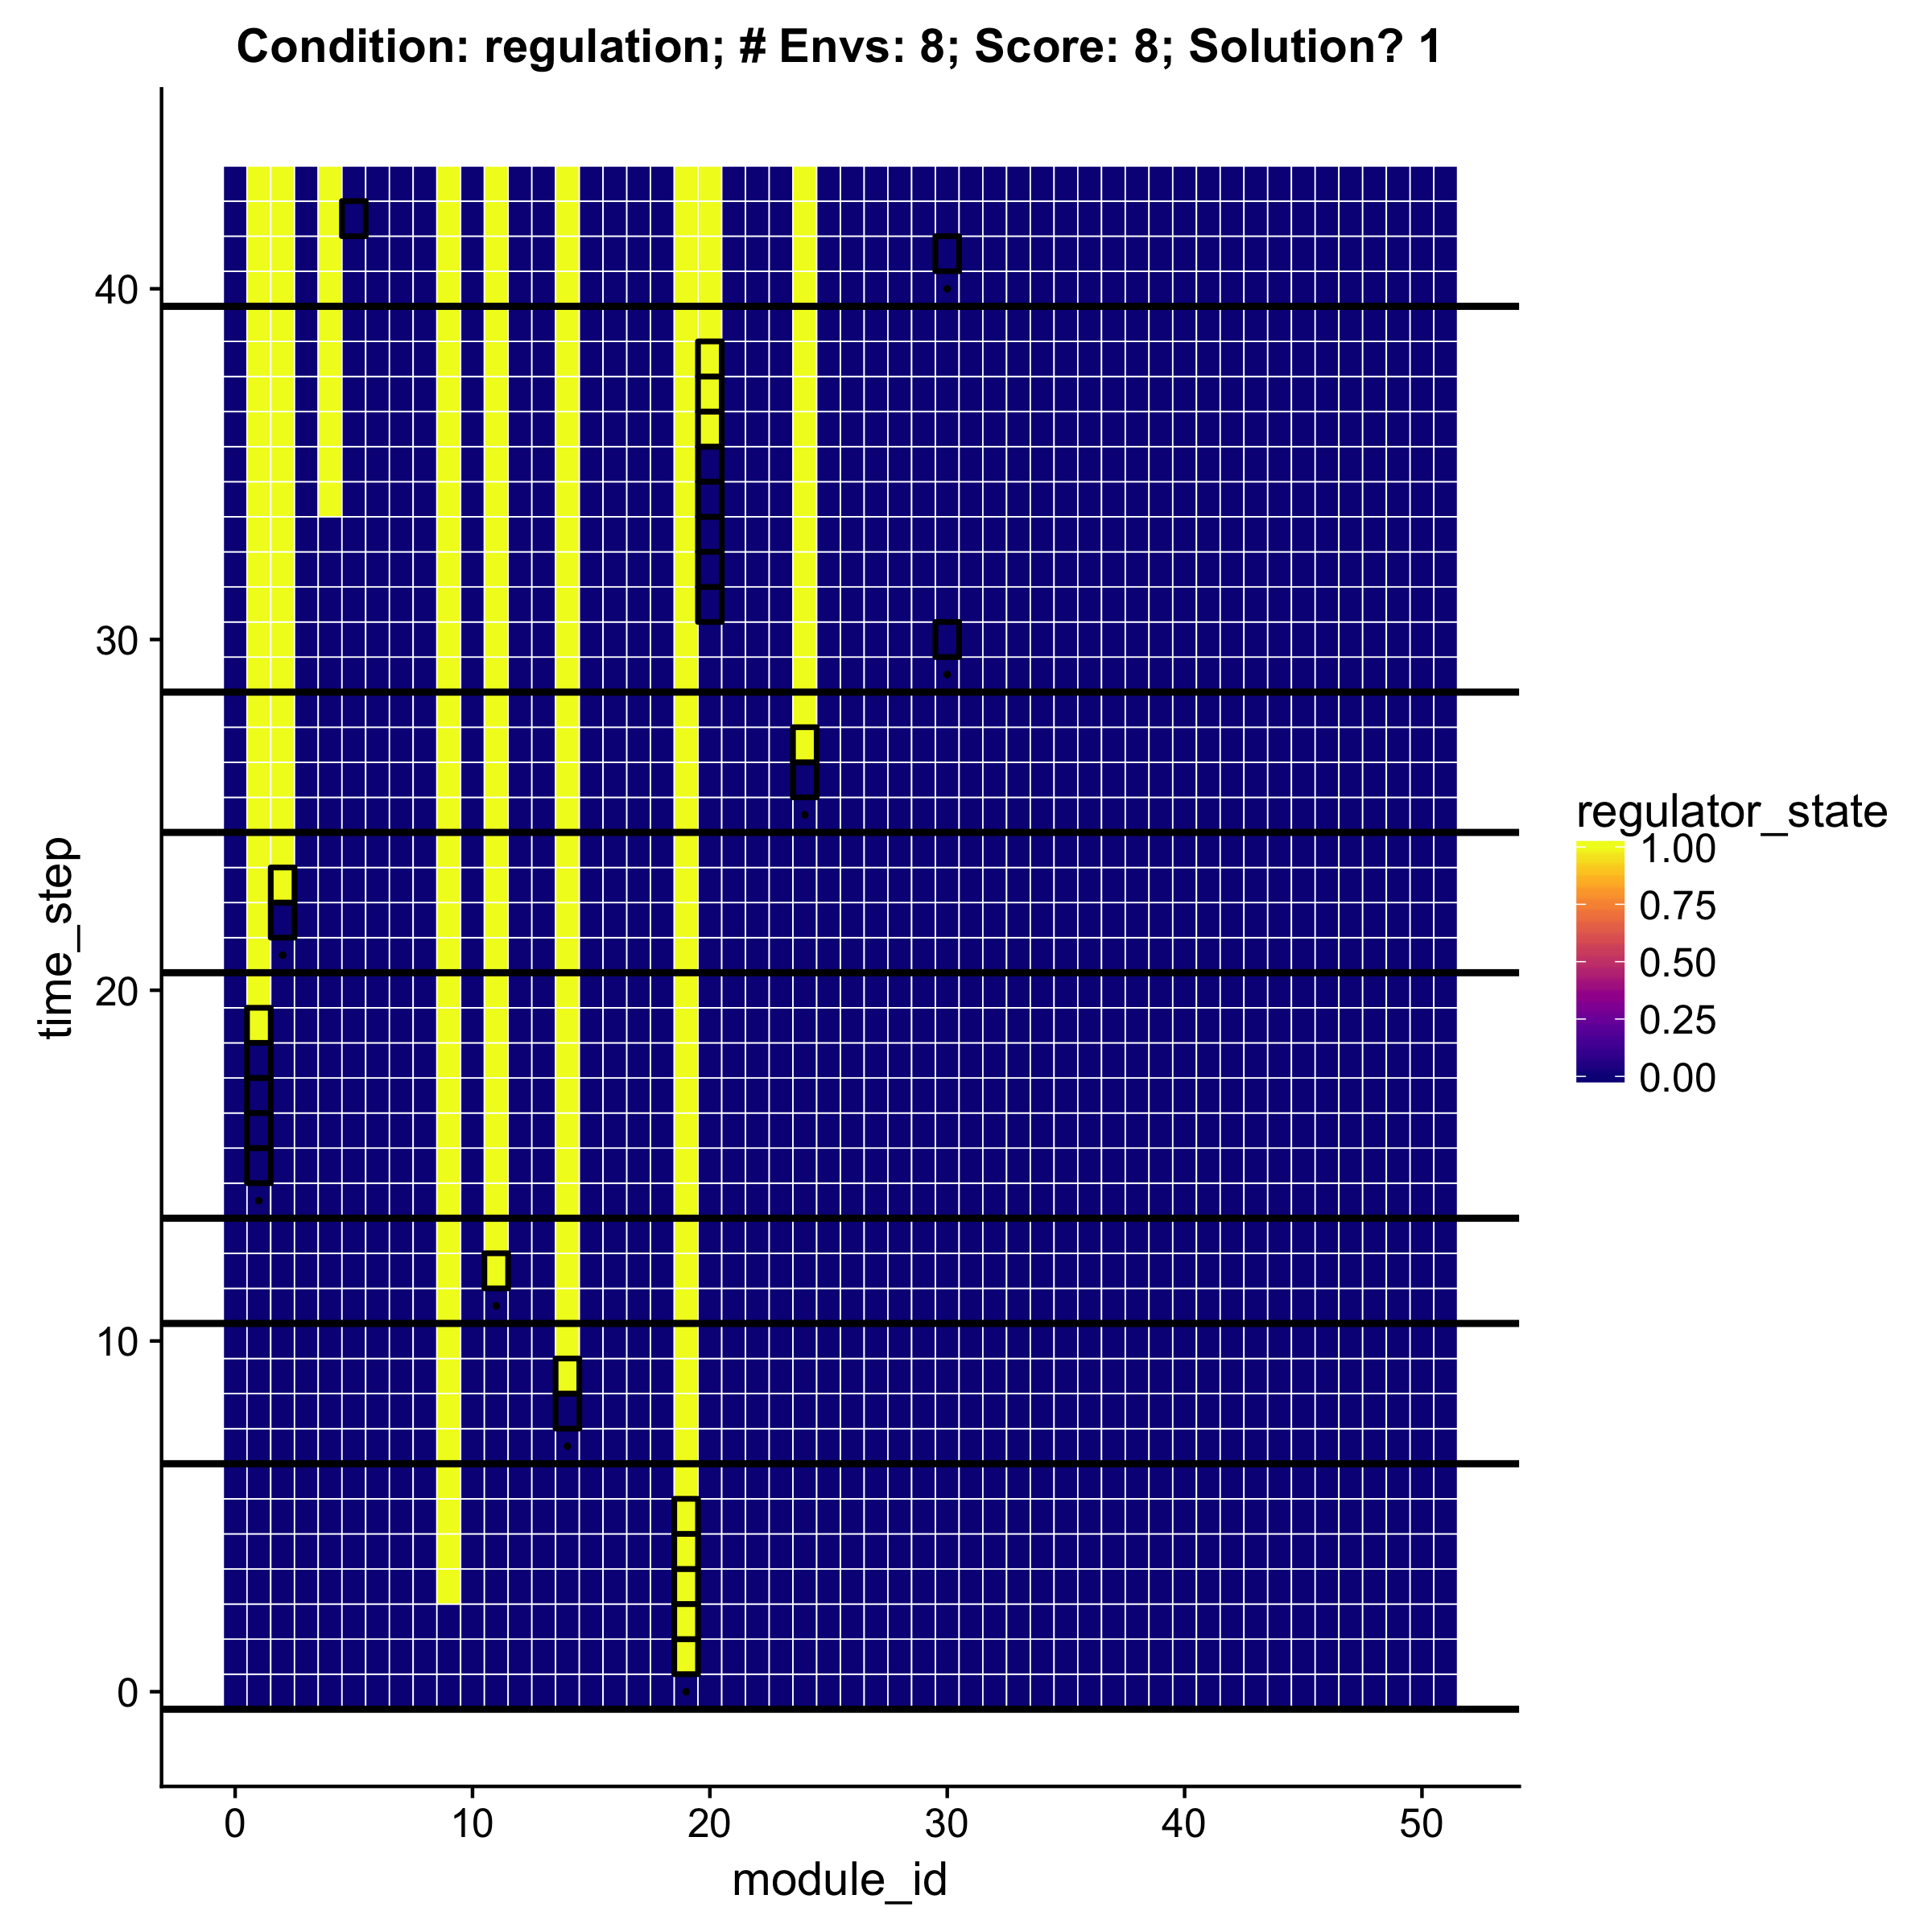 Condition: regulation; # Envs: 8; Score: 8; Solution? 1
time_step
40
30
20
10
0
0 10 20 30 40 50
module_id
regulator_state
1.00
0.75
0.50
0.25
0.00